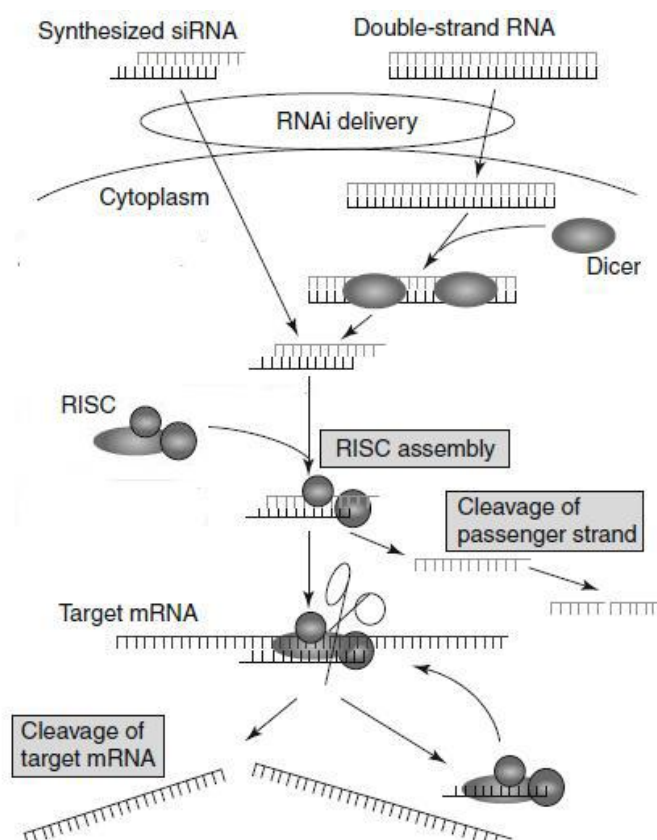 Synthesized siRNA
Double-strand RNA
RNAi delivery
Cytoplasm
Dicer
RISC
RISC assembly
Cleavage of
passenger strand
Target mRNA
Cleavage of
target mRNA